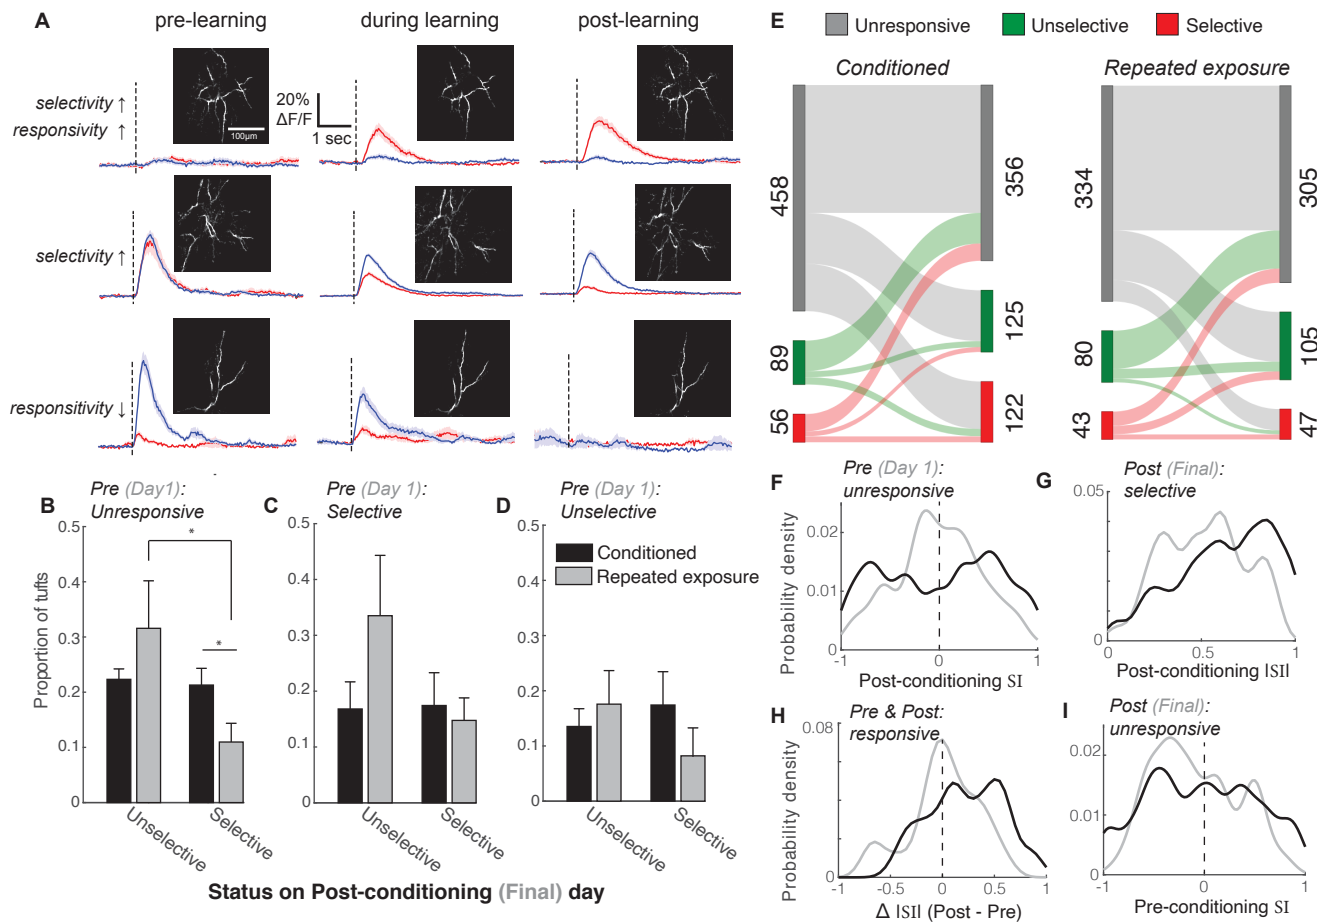 A
pre-learning
during learning
post-learning
selectivity ↑
responsivity ↑
100µm
20%
ΔF/F
1 sec
selectivity ↑
responsitivity ↓
E
Unresponsive
Unselective
Selective
Conditioned
Repeated exposure
458
89
56
356
125
122
334
80
43
305
105
47
B
Pre (Day1):
Unresponsive
Proportion of tufts
0.5
0.4
0.3
0.2
0.1
0
*
*
Unselective
Selective
C
Pre (Day 1):
Selective
0.5
0.4
0.3
0.2
0.1
0
Unselective
Selective
D
Pre (Day 1):
Unselective
0.5
0.4
0.3
0.2
0.1
0
Conditioned
Repeated exposure
Unselective
Selective
Status on Post-conditioning (Final) day
F
Pre (Day 1):
unresponsive
Probability density
0.02
0.01
0
-1
0
1
Post-conditioning SI
G
Post (Final):
selective
0.05
0
0
0.5
1
Post-conditioning |SI|
H
Pre & Post:
responsive
Probability density
0.08
0
-1
-0.5
0
0.5
1
Δ |SI| (Post - Pre)
I
Post (Final):
unresponsive
0.02
0.01
0
-1
0
1
Pre-conditioning SI